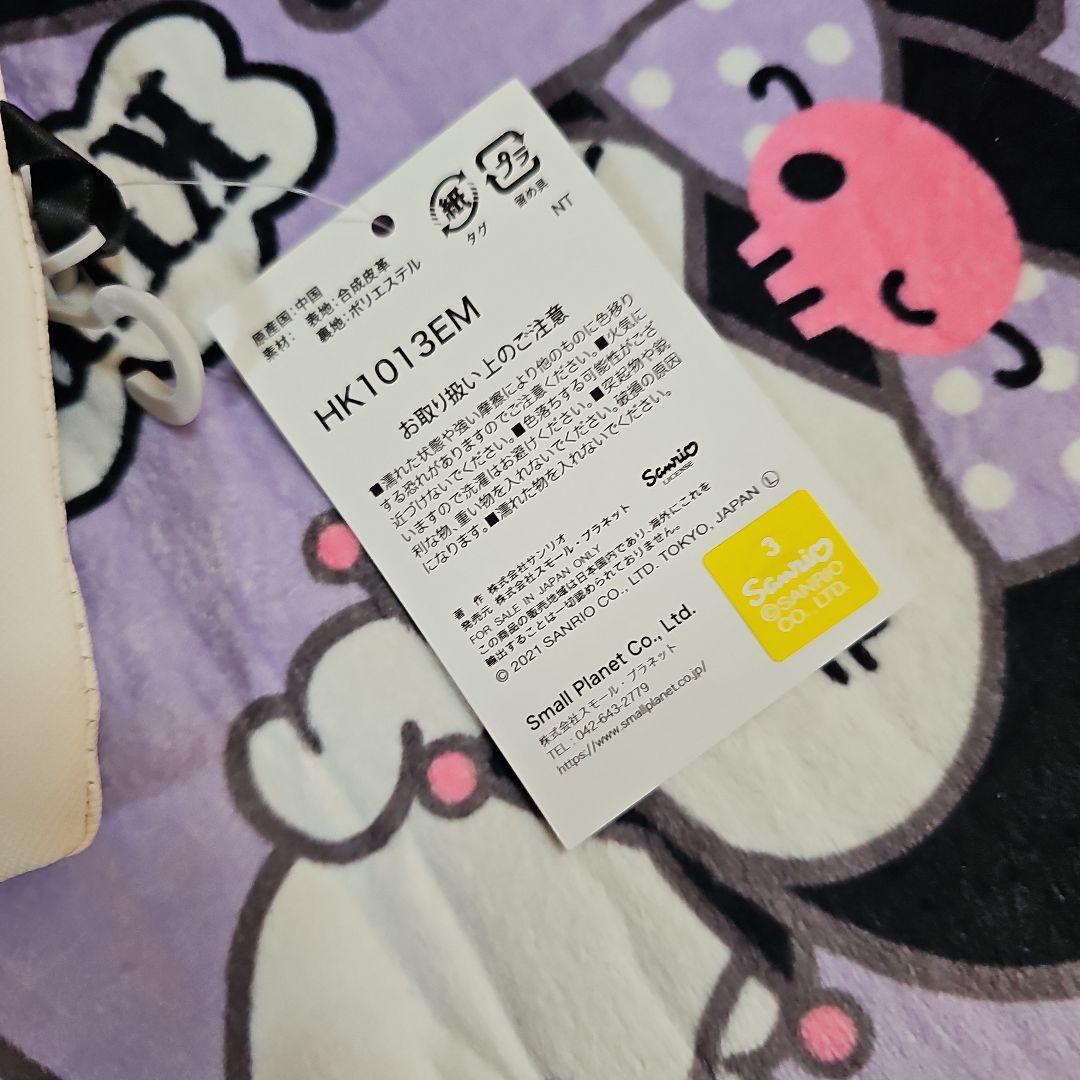 紙
タグ
プラ
留め具
NT
原産国：中国
素材： 表地：合成皮革
裏地：ポリエステル
HK1013EM
お取り扱い上のご注意
■濡れた状態や強い摩擦により他のものに色移り
する恐れがありますのでご注意ください。■火気に
近づけないでください。■色落ちする可能性がござ
いますので洗濯はお避けください。■突起物や鋭
利な物、重い物を入れないでください。破損の原因
になります。■濡れた物を入れないでください。
Sanrio
LICENSE
著 作 株式会社サンリオ
発売元 株式会社スモール・プラネット
FOR SALE IN JAPAN ONLY
この商品の販売地域は日本国内であり、海外にこれを
輸出することは一切認められておりません。
© 2021 SANRIO CO., LTD. TOKYO, JAPAN Ⓛ
Small Planet Co., Ltd.
株式会社スモール・プラネット
TEL : 042-643-2779
https://www.smallplanet.co.jp/
3
Sanrio
©SANRIO
CO., LTD.